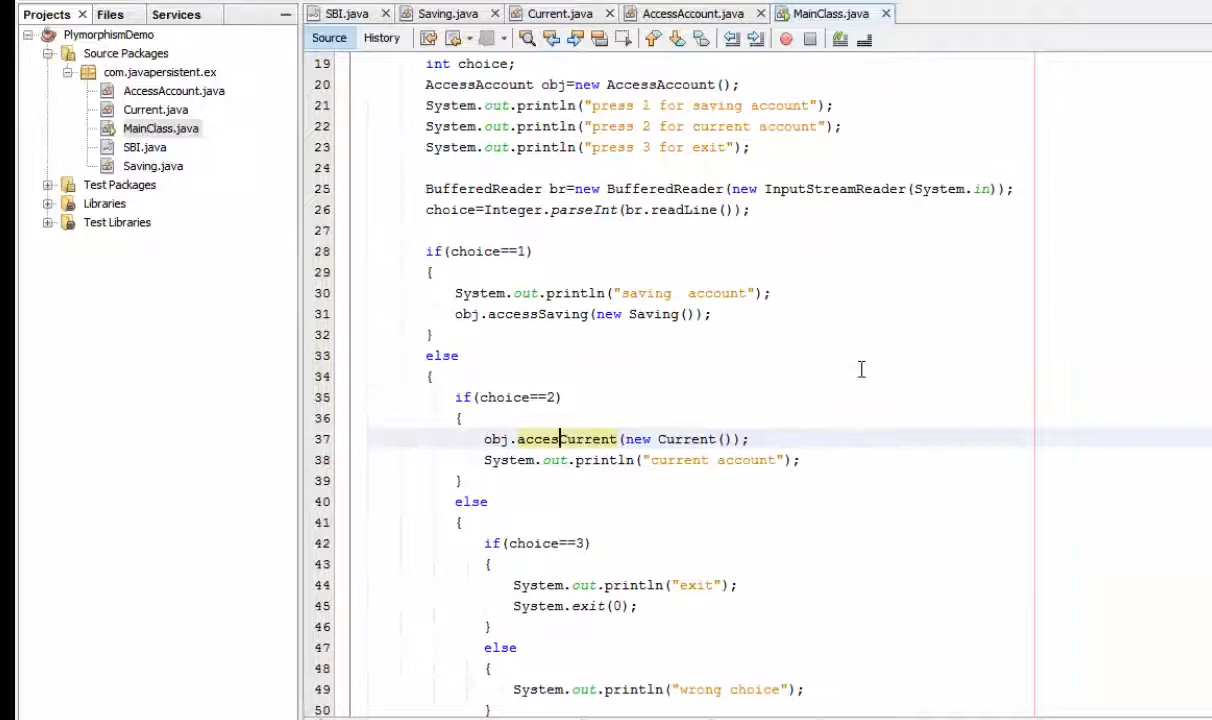 Projects Files Services
PlymorphismDemo
Source Packages
com.javapersistent.ex
AccessAccount.java
Current.java
MainClass.java
SBI.java
Saving.java
Test Packages
Libraries
Test Libraries
SBI.java Saving.java Current.java AccessAccount.java MainClass.java
Source History
19 int choice;
20 AccessAccount obj=new AccessAccount();
21 System.out.println("press 1 for saving account");
22 System.out.println("press 2 for current account");
23 System.out.println("press 3 for exit");
24
25 BufferedReader br=new BufferedReader(new InputStreamReader(System.in));
26 choice=Integer.parseInt(br.readLine());
27
28 if(choice==1)
29 {
30 System.out.println("saving  account");
31 obj.accessSaving(new Saving());
32 }
33 else
34 {
35 if(choice==2)
36 {
37 obj.accesCurrent(new Current());
38 System.out.println("current account");
39 }
40 else
41 {
42 if(choice==3)
43 {
44 System.out.println("exit");
45 System.exit(0);
46 }
47 else
48 {
49 System.out.println("wrong choice");
50 }